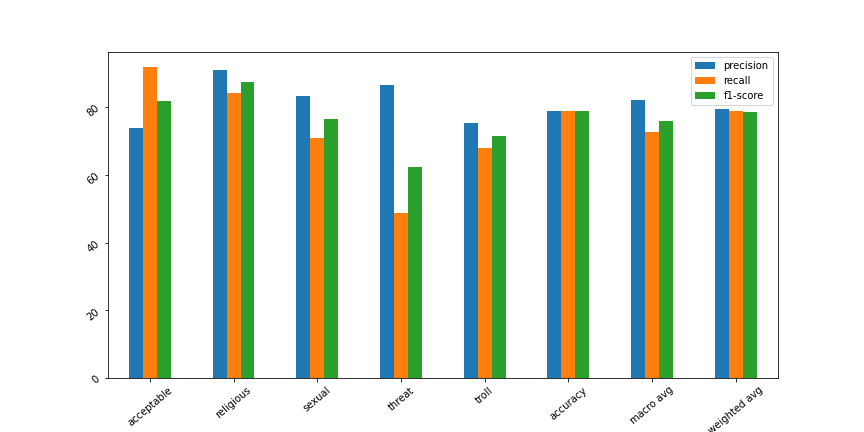 precision
recall
f1-score
80
60
40
20
0
acceptable
religious
sexual
threat
troll
accuracy
macro avg
weighted avg